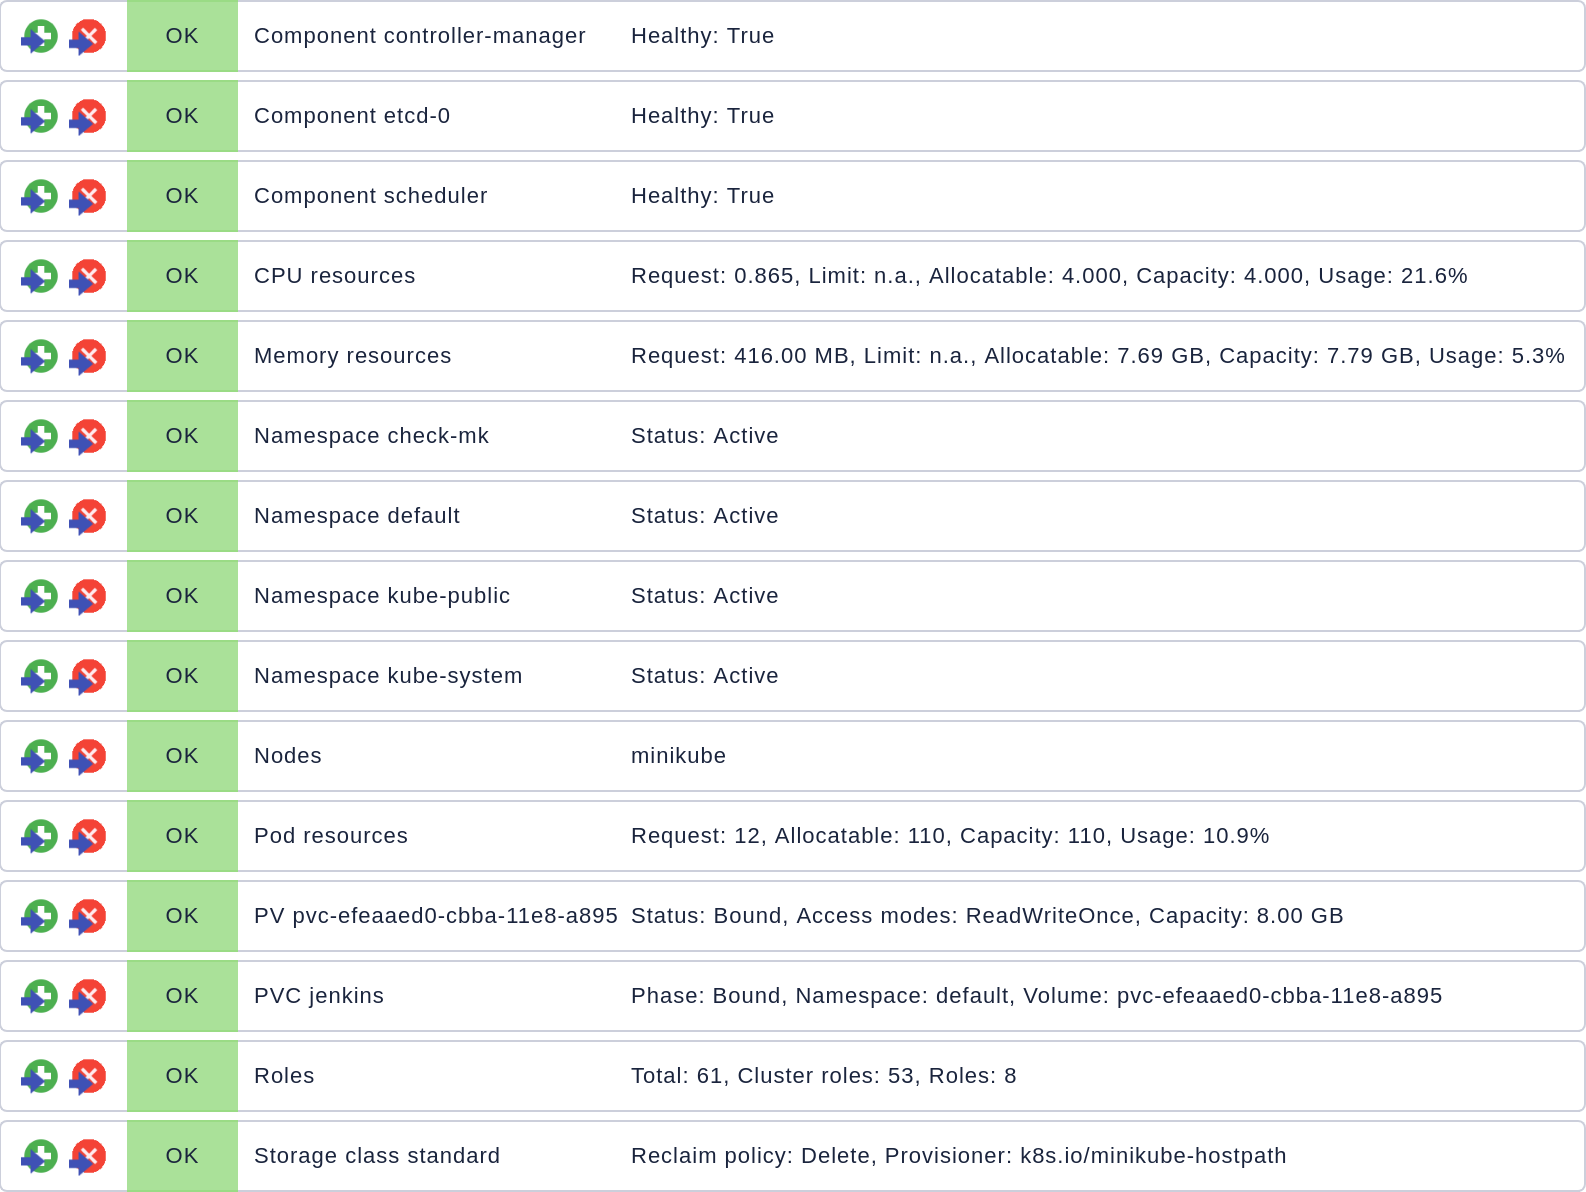 OK Component controller-manager Healthy: True
OK Component etcd-0 Healthy: True
OK Component scheduler Healthy: True
OK CPU resources Request: 0.865, Limit: n.a., Allocatable: 4.000, Capacity: 4.000, Usage: 21.6%
OK Memory resources Request: 416.00 MB, Limit: n.a., Allocatable: 7.69 GB, Capacity: 7.79 GB, Usage: 5.3%
OK Namespace check-mk Status: Active
OK Namespace default Status: Active
OK Namespace kube-public Status: Active
OK Namespace kube-system Status: Active
OK Nodes minikube
OK Pod resources Request: 12, Allocatable: 110, Capacity: 110, Usage: 10.9%
OK PV pvc-efeaaed0-cbba-11e8-a895 Status: Bound, Access modes: ReadWriteOnce, Capacity: 8.00 GB
OK PVC jenkins Phase: Bound, Namespace: default, Volume: pvc-efeaaed0-cbba-11e8-a895
OK Roles Total: 61, Cluster roles: 53, Roles: 8
OK Storage class standard Reclaim policy: Delete, Provisioner: k8s.io/minikube-hostpath